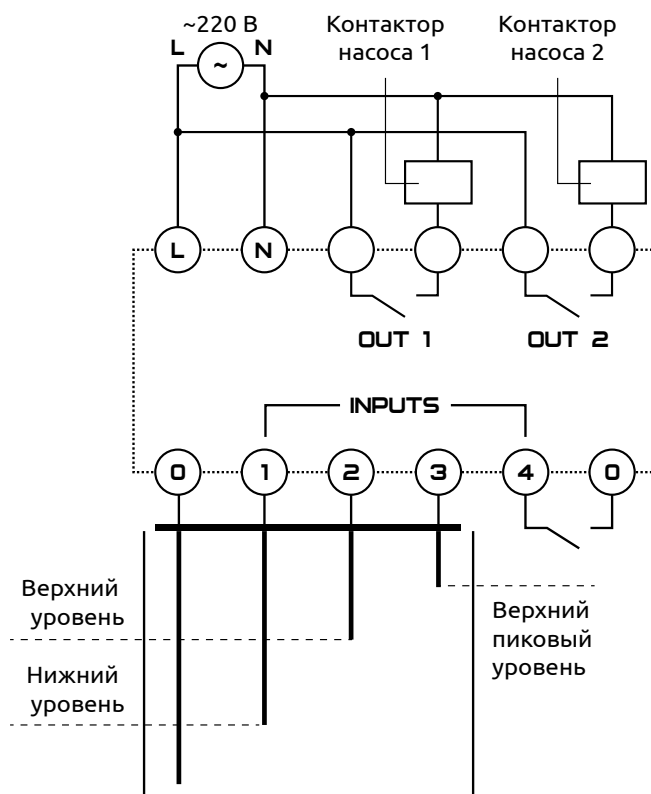 ~220 В
L
N
~
Контактор
насоса 1
Контактор
насоса 2
L
N
OUT 1
OUT 2
INPUTS
0
1
2
3
4
0
Верхний
уровень
Нижний
уровень
Верхний
пиковый
уровень